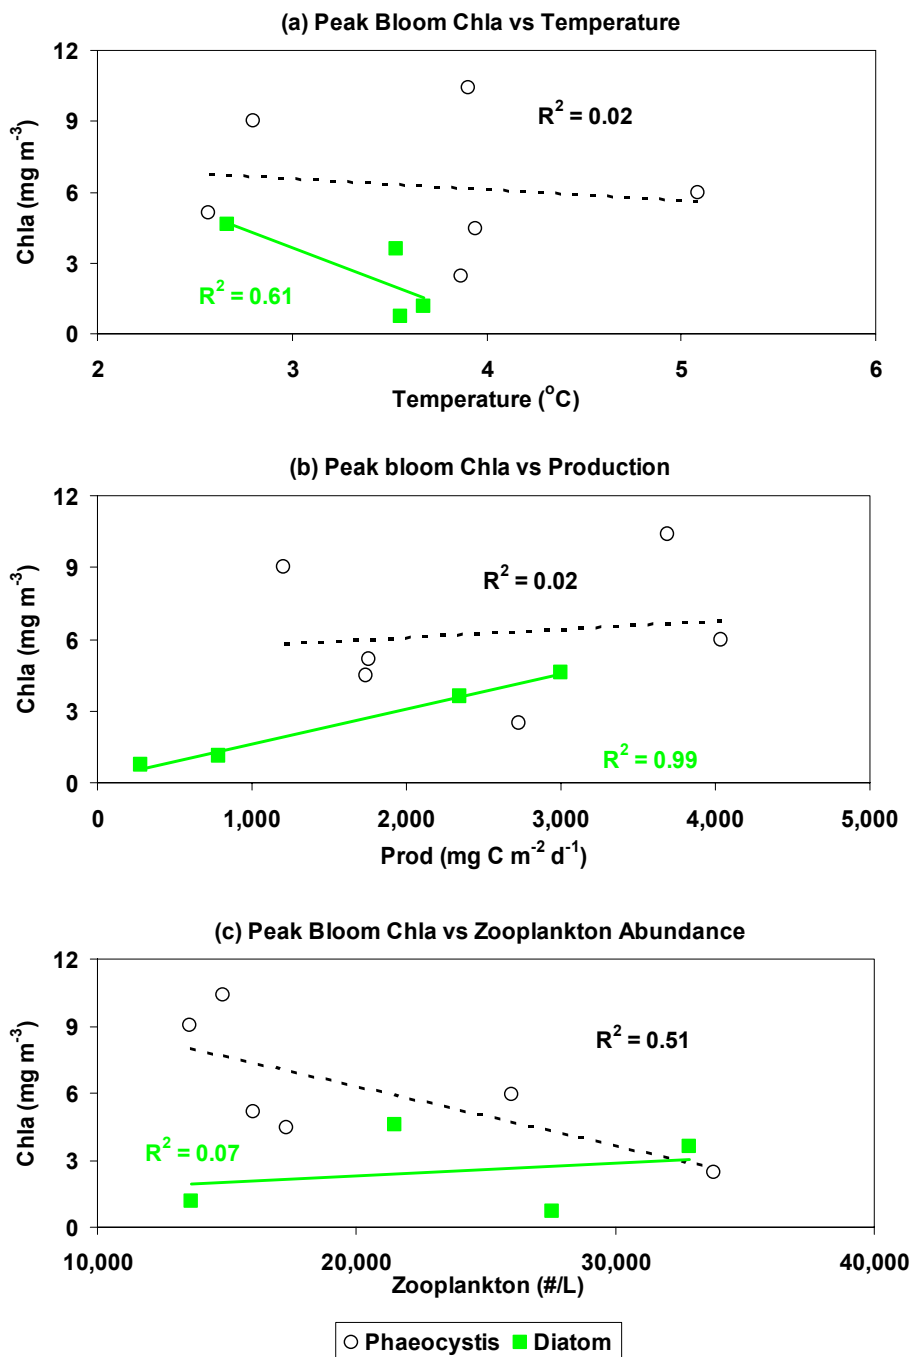 (a) Peak Bloom Chla vs Temperature
12
9
6
3
0
Chla (mg m⁻³)
R² = 0.02
R² = 0.61
2 3 4 5 6
Temperature (°C)
(b) Peak bloom Chla vs Production
12
9
6
3
0
Chla (mg m⁻³)
R² = 0.02
R² = 0.99
0 1,000 2,000 3,000 4,000 5,000
Prod (mg C m⁻² d⁻¹)
(c) Peak Bloom Chla vs Zooplankton Abundance
12
9
6
3
0
Chla (mg m⁻³)
R² = 0.51
R² = 0.07
10,000 20,000 30,000 40,000
Zooplankton (#/L)
Phaeocystis Diatom